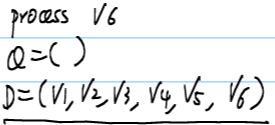 process V6
Q=( )
D=(V1,V2,V3,V4,V5,V6)